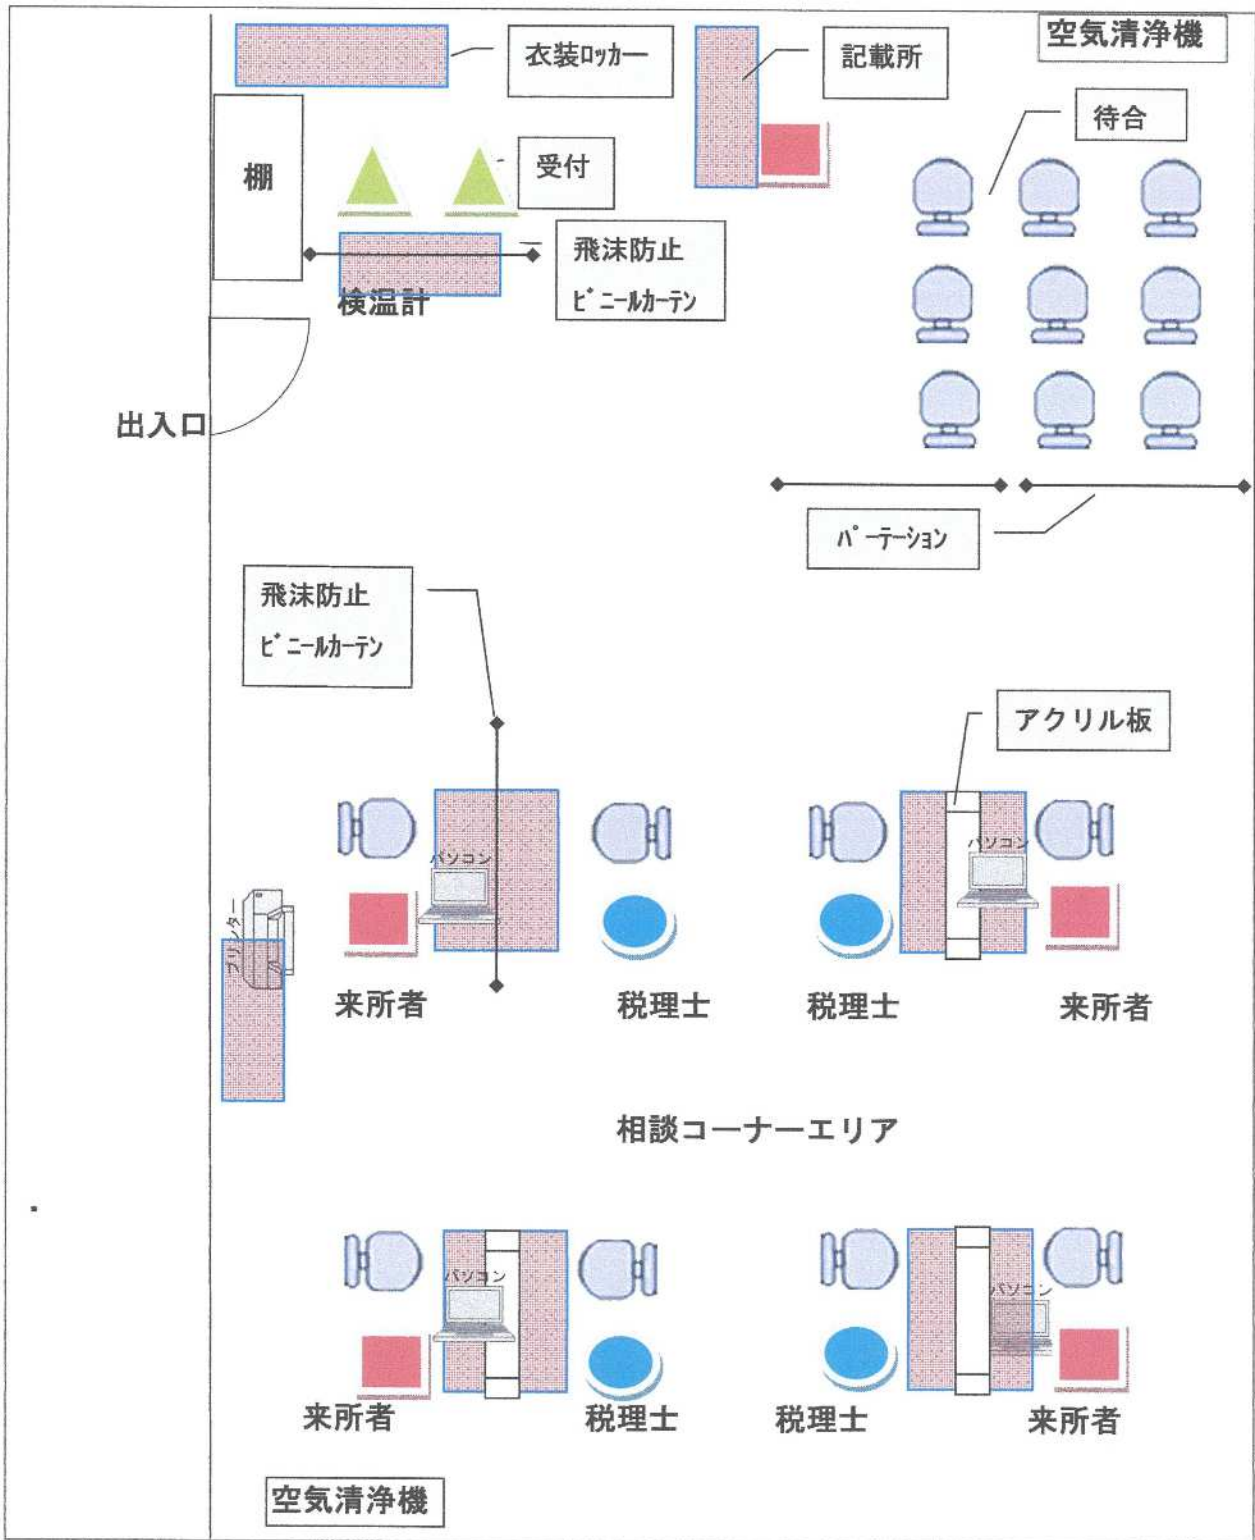 衣装ﾛｯｶｰ
記載所
空気清浄機
待合
棚
受付
飛沫防止
ﾋﾞﾆｰﾙｶｰﾃﾝ
検温計
出入口
ﾊﾟｰﾃｰｼｮﾝ
飛沫防止
ﾋﾞﾆｰﾙｶｰﾃﾝ
アクリル板
パソコン
パソコン
プリンター
来所者
税理士
税理士
来所者
相談コーナーエリア
パソコン
パソコン
来所者
税理士
税理士
来所者
空気清浄機